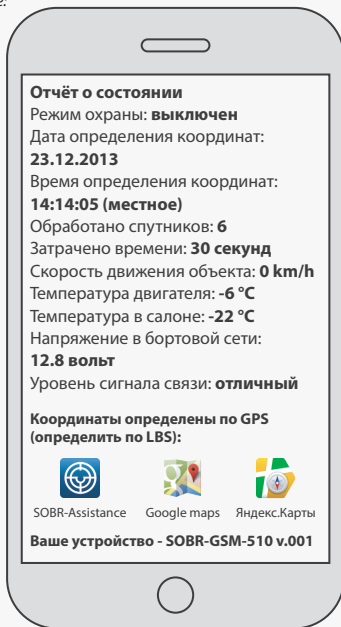 Отчёт о состоянии
Режим охраны: выключен
Дата определения координат:
23.12.2013
Время определения координат:
14:14:05 (местное)
Обработано спутников: 6
Затрачено времени: 30 секунд
Скорость движения объекта: 0 km/h
Температура двигателя: -6 °C
Температура в салоне: -22 °C
Напряжение в бортовой сети:
12.8 вольт
Уровень сигнала связи: отличный
Координаты определены по GPS
(определить по LBS):
SOBR-Assistance Google maps Яндекс.Карты
Ваше устройство - SOBR-GSM-510 v.001